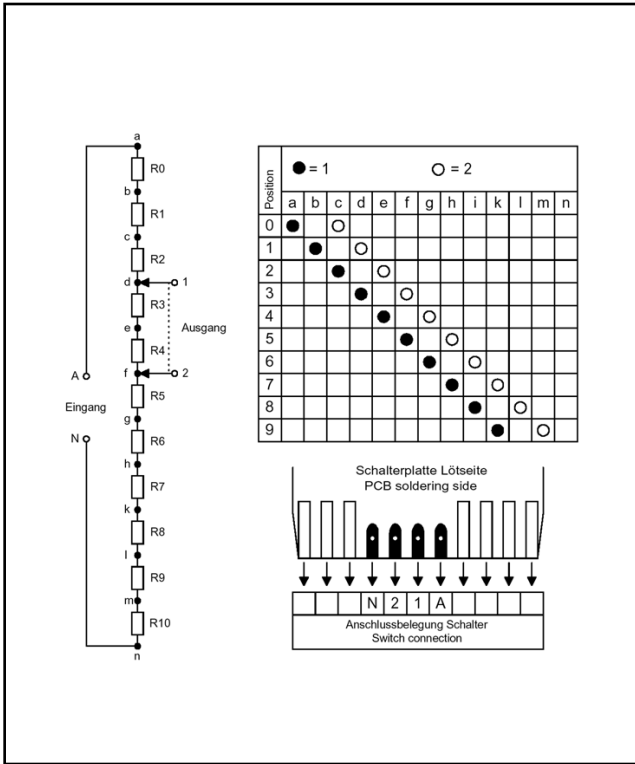 a
R0
b
R1
c
R2
d
1
R3
e
Ausgang
R4
A
f
2
Eingang
R5
N
g
R6
h
R7
k
R8
l
R9
m
R10
n
Position
= 1 = 2
a b c d e f g h i k l m n
0
1
2
3
4
5
6
7
8
9
Schalterplatte Lötseite
PCB soldering side
N 2 1 A
Anschlussbelegung Schalter
Switch connection